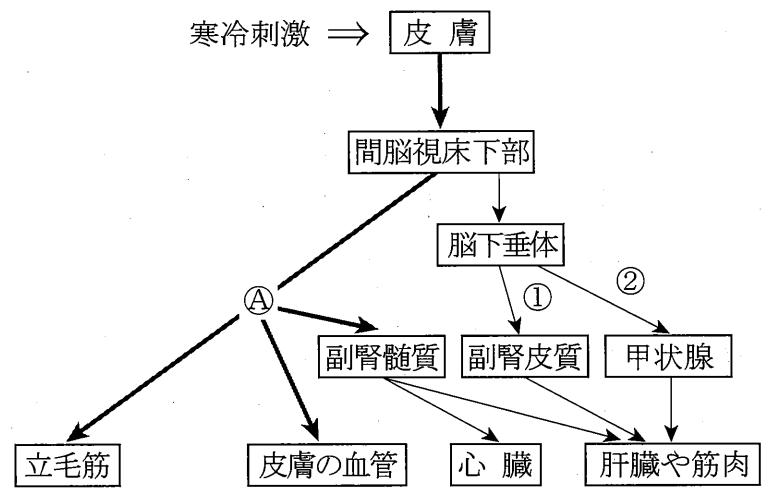 寒冷刺激 ⇒ 皮膚
間脳視床下部
脳下垂体
① ②
Ⓐ
副腎髄質 副腎皮質 甲状腺
立毛筋 皮膚の血管 心臓 肝臓や筋肉